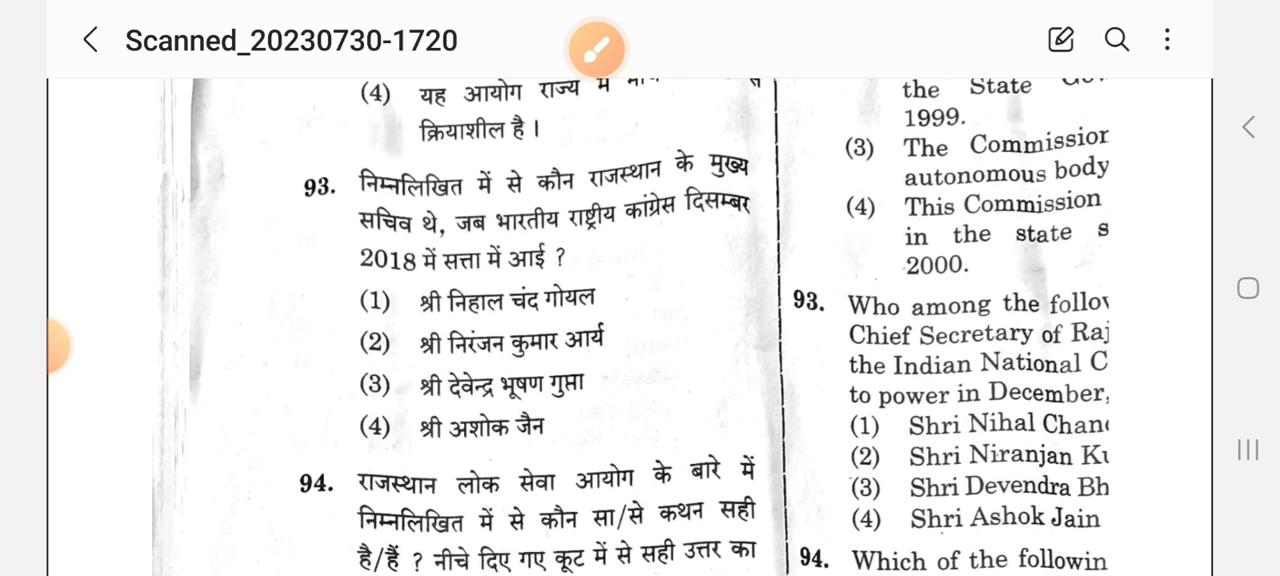 Scanned_20230730-1720
(4) यह आयोग राज्य में
क्रियाशील है ।
93. निम्नलिखित में से कौन राजस्थान के मुख्य
सचिव थे, जब भारतीय राष्ट्रीय कांग्रेस दिसम्बर
2018 में सत्ता में आई ?
(1) श्री निहाल चंद गोयल
(2) श्री निरंजन कुमार आर्य
(3) श्री देवेन्द्र भूषण गुप्ता
(4) श्री अशोक जैन
94. राजस्थान लोक सेवा आयोग के बारे में
निम्नलिखित में से कौन सा/से कथन सही
है/हैं ? नीचे दिए गए कूट में से सही उत्तर का
the State
1999.
(3) The Commission
autonomous body
(4) This Commission
in the state s
2000.
93. Who among the follow
Chief Secretary of Raj
the Indian National C
to power in December,
(1) Shri Nihal Chan
(2) Shri Niranjan Ku
(3) Shri Devendra Bh
(4) Shri Ashok Jain
94. Which of the followin